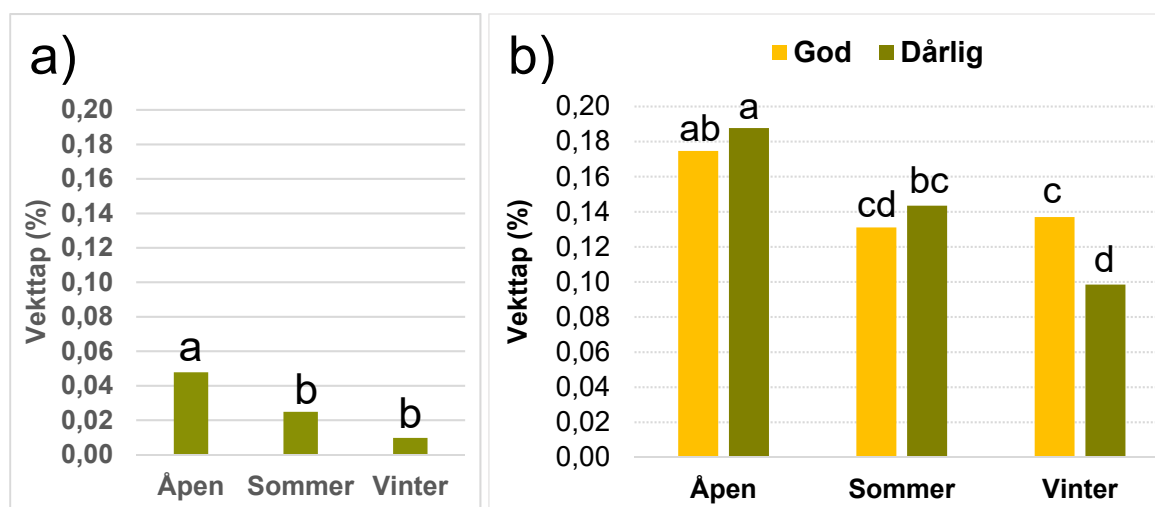 a)
Vekttap (%)
0,20
0,18
0,16
0,14
0,12
0,10
0,08
0,06
0,04
0,02
0,00
a
b
b
Åpen Sommer Vinter
b)
God Dårlig
Vekttap (%)
0,20
0,18
0,16
0,14
0,12
0,10
0,08
0,06
0,04
0,02
0,00
ab a
cd bc
c d
Åpen Sommer Vinter